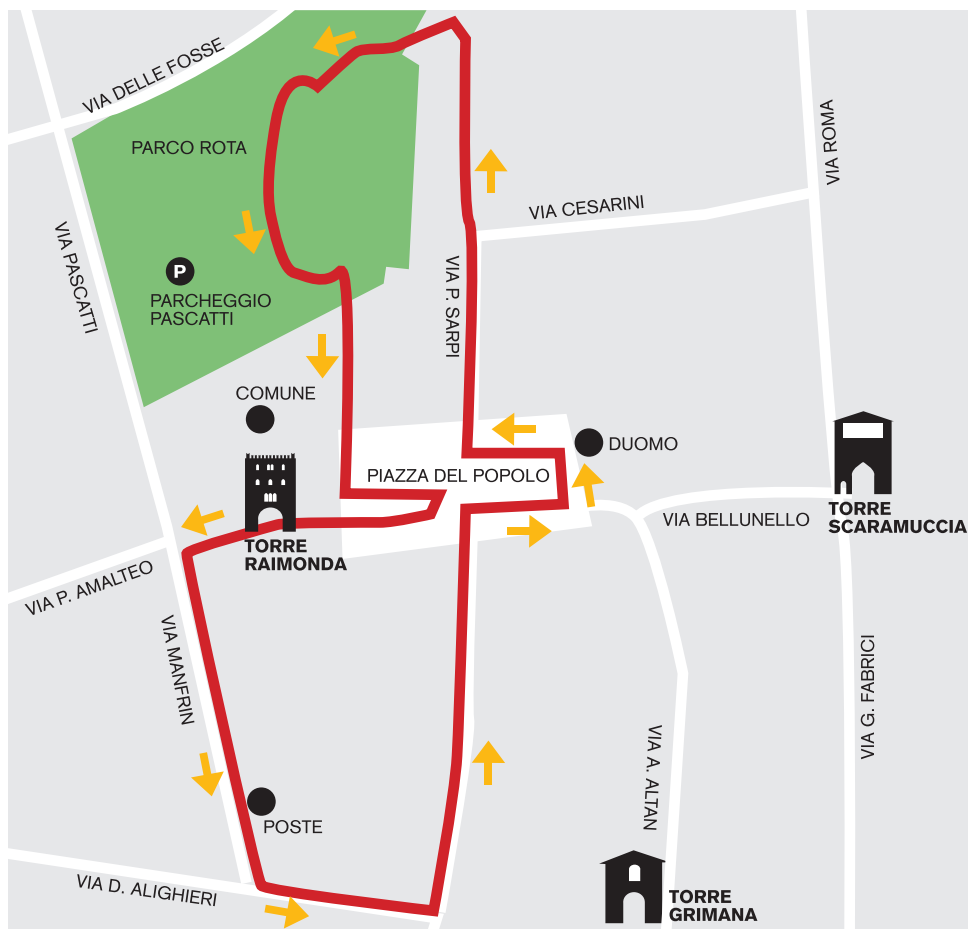 VIA DELLE FOSSE
PARCO ROTA
VIA ROMA
VIA CESARINI
VIA PASCATTI
P
PARCHEGGIO
PASCATTI
VIA P. SARPI
COMUNE
DUOMO
PIAZZA DEL POPOLO
TORRE
SCARAMUCCIA
VIA BELLUNELLO
TORRE
RAIMONDA
VIA P. AMALTEO
VIA MANFRIN
VIA G. FABRICI
VIA A. ALTAN
POSTE
VIA D. ALIGHIERI
TORRE
GRIMANA